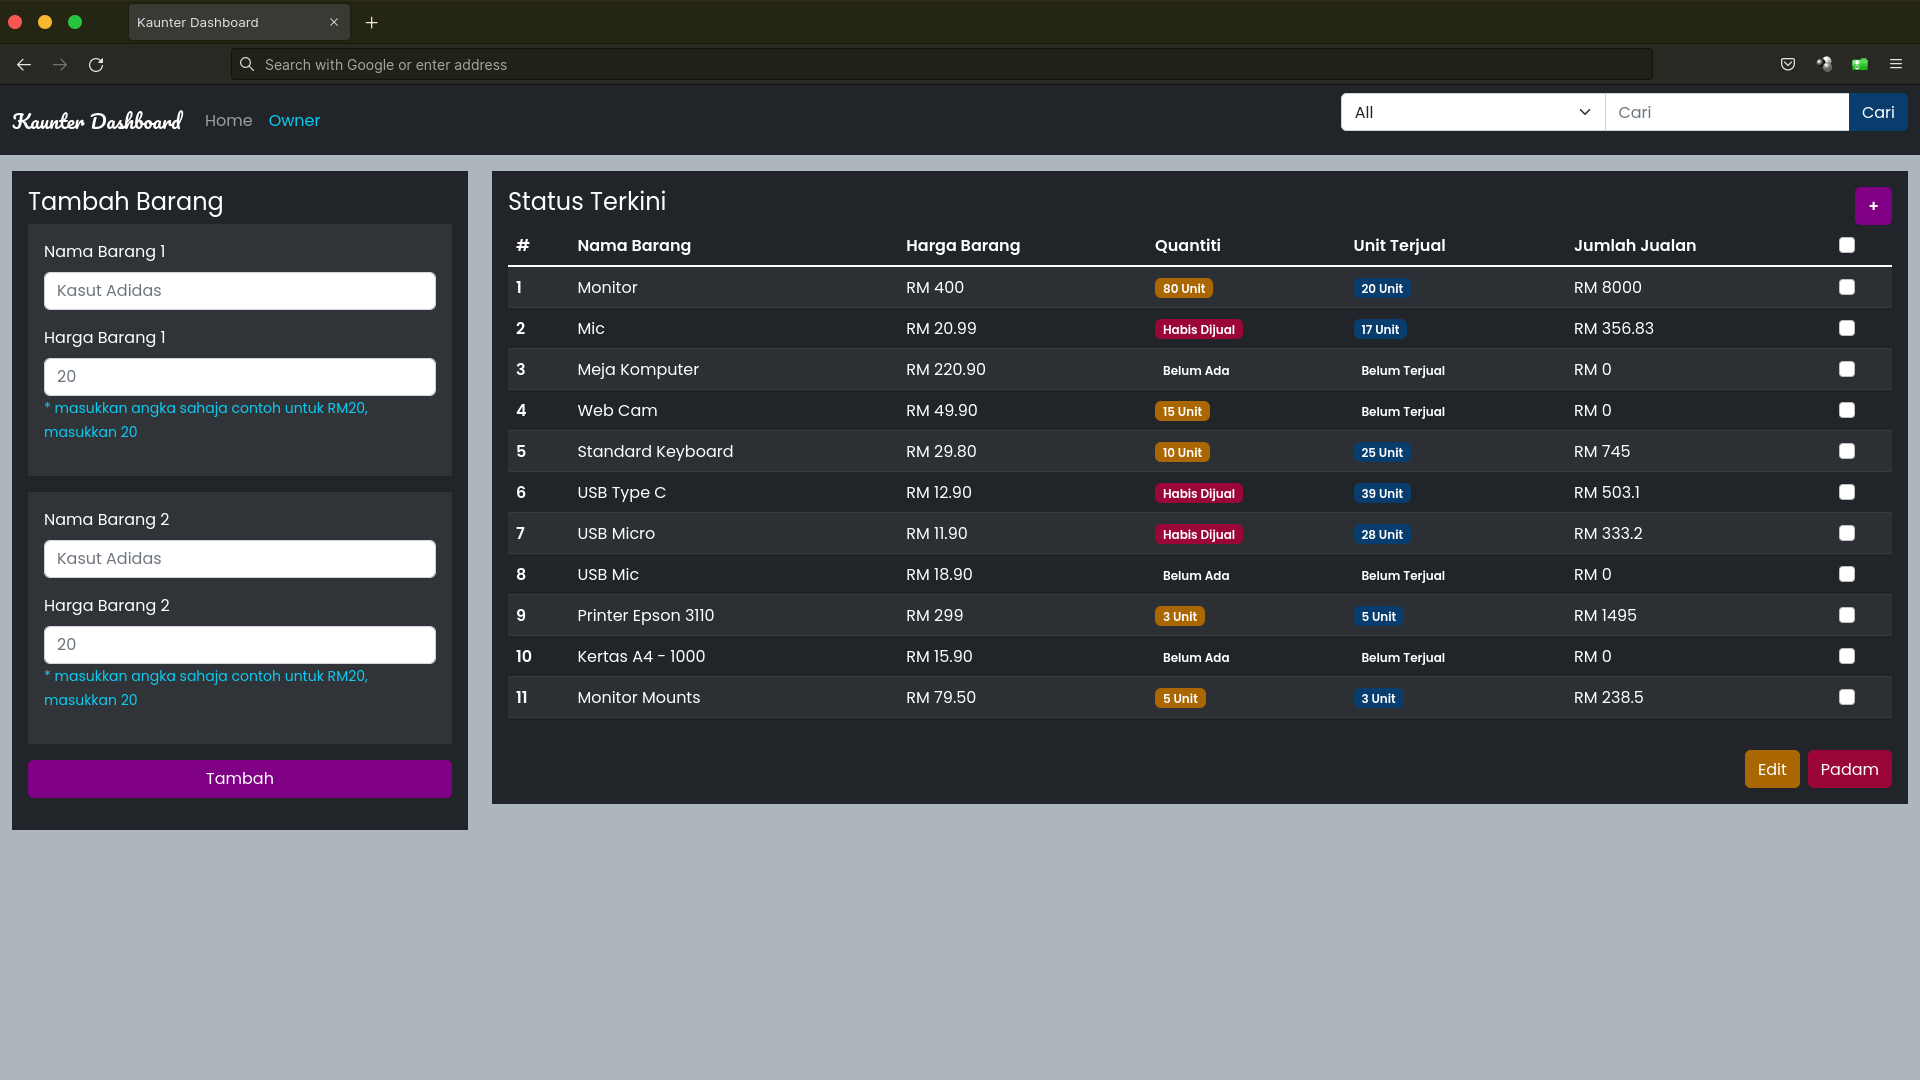 Kaunter Dashboard
Search with Google or enter address
Kaunter Dashboard Home Owner All Cari Cari
Tambah Barang
Nama Barang 1
Kasut Adidas
Harga Barang 1
20
* masukkan angka sahaja contoh untuk RM20,
masukkan 20
Nama Barang 2
Kasut Adidas
Harga Barang 2
20
* masukkan angka sahaja contoh untuk RM20,
masukkan 20
Tambah
Status Terkini +
# Nama Barang Harga Barang Quantiti Unit Terjual Jumlah Jualan
1 Monitor RM 400 80 Unit 20 Unit RM 8000
2 Mic RM 20.99 Habis Dijual 17 Unit RM 356.83
3 Meja Komputer RM 220.90 Belum Ada Belum Terjual RM 0
4 Web Cam RM 49.90 15 Unit Belum Terjual RM 0
5 Standard Keyboard RM 29.80 10 Unit 25 Unit RM 745
6 USB Type C RM 12.90 Habis Dijual 39 Unit RM 503.1
7 USB Micro RM 11.90 Habis Dijual 28 Unit RM 333.2
8 USB Mic RM 18.90 Belum Ada Belum Terjual RM 0
9 Printer Epson 3110 RM 299 3 Unit 5 Unit RM 1495
10 Kertas A4 - 1000 RM 15.90 Belum Ada Belum Terjual RM 0
11 Monitor Mounts RM 79.50 5 Unit 3 Unit RM 238.5
Edit Padam